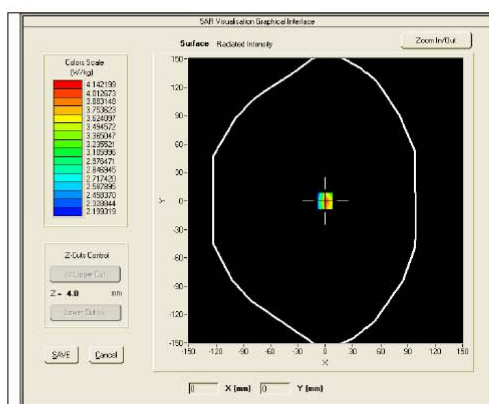 SAR Visualisation Graphical Interface
Surface Radiated Intensity
Zoom In/Out
Colors Scale
(W/kg)
4.142199
4.012673
3.883148
3.753623
3.624097
3.494572
3.365047
3.235521
3.105996
2.976471
2.846945
2.717420
2.587895
2.458370
2.328844
2.199319
Z-Cuts Control
Z - 4.0 mm
SAVE
Cancel
150-
120-
90-
60-
30-
0-
-30-
-60-
-90-
-120-
-150-
Y
-150 -120 -90 -60 -30 0 30 60 90 120 150
X
0 X (mm) 0 Y (mm)